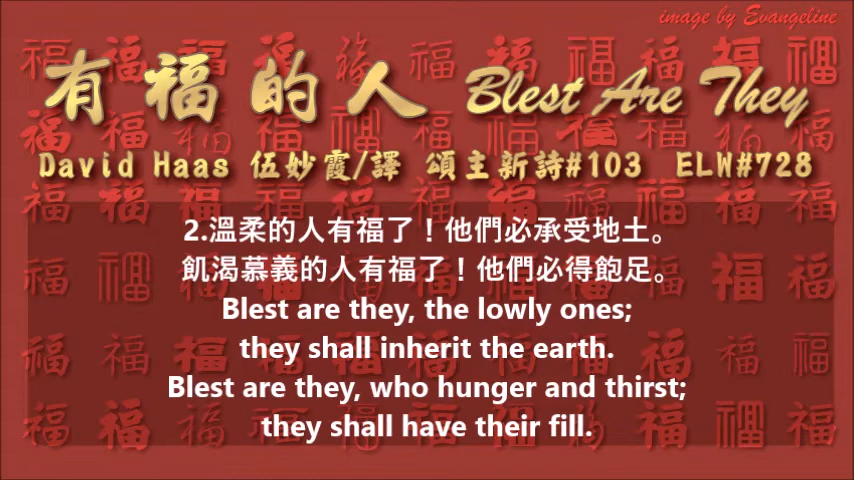 image by Evangeline
有福的人 Blest Are They
David Haas 伍妙霞/譯 頌主新詩#103 ELW#728
2.溫柔的人有福了！他們必承受地土。
飢渴慕義的人有福了！他們必得飽足。
Blest are they, the lowly ones;
they shall inherit the earth.
Blest are they, who hunger and thirst;
they shall have their fill.